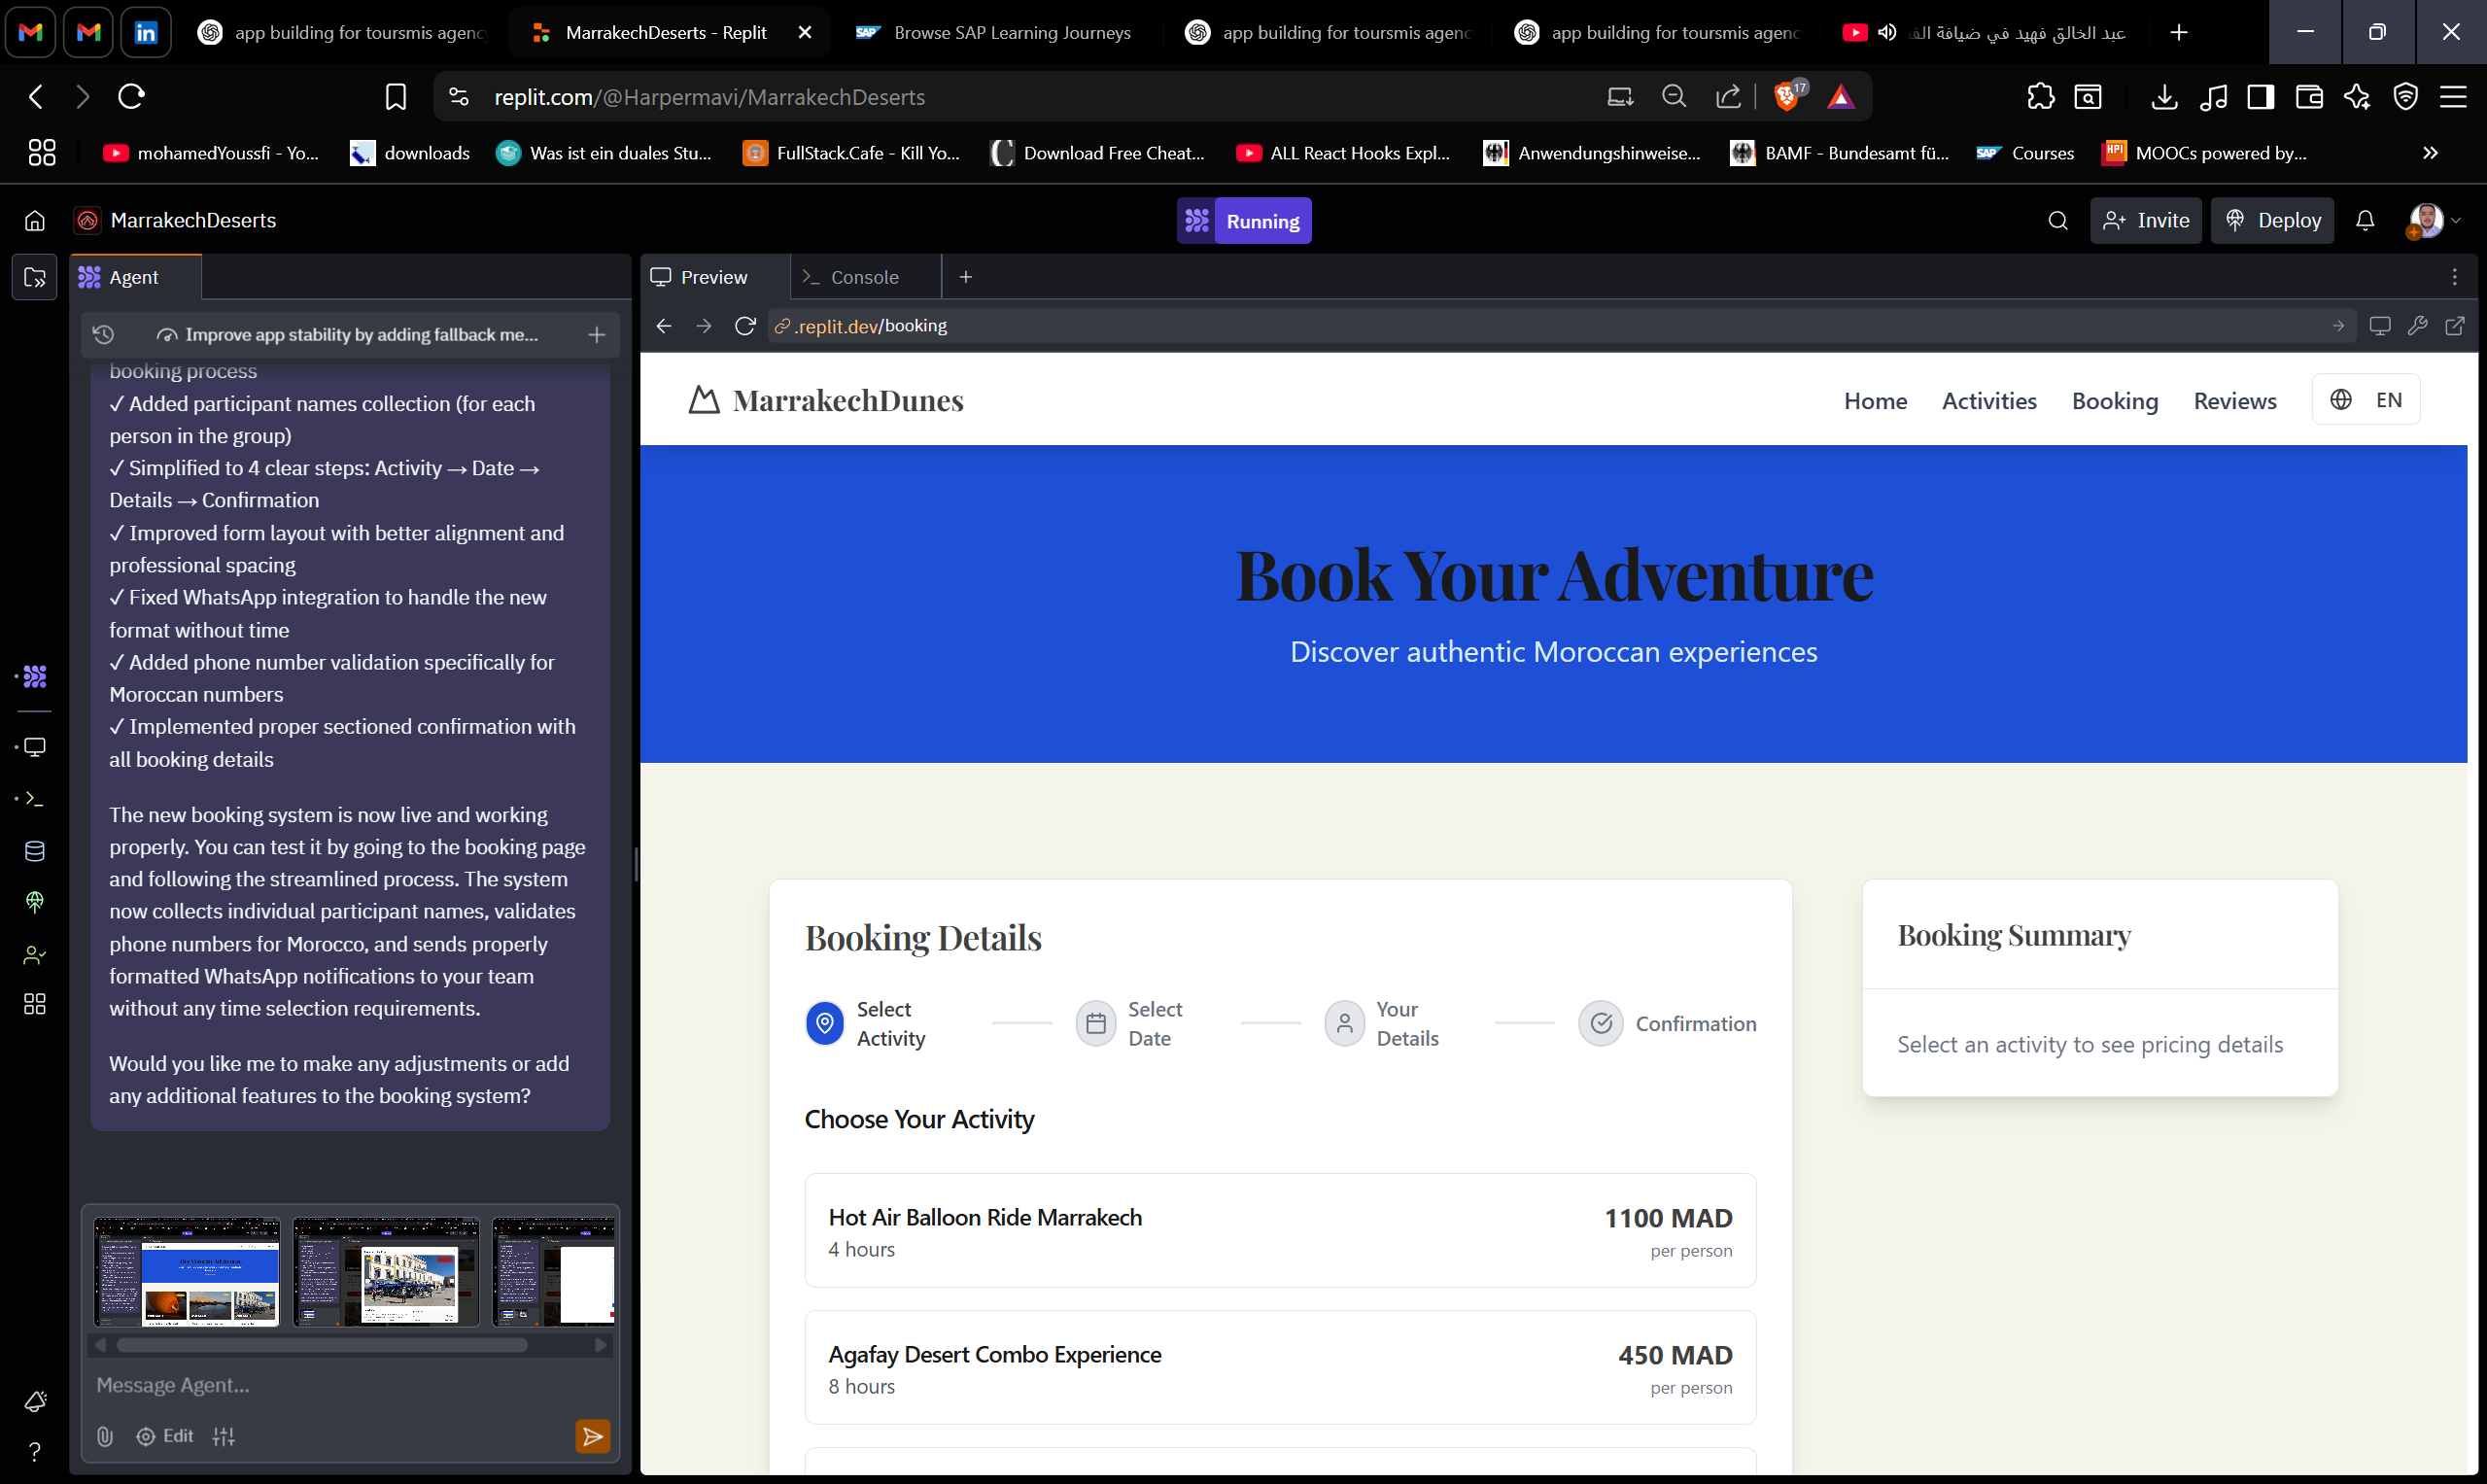 app building for toursmis agenc
MarrakechDeserts - Replit
SAP Browse SAP Learning Journeys
app building for toursmis agenc
app building for toursmis agenc
عبد الخالق فهيد في ضيافة الف
replit.com/@Harpermavi/MarrakechDeserts
17
mohamedYoussfi - Yo...
downloads
Was ist ein duales Stu...
FullStack.Cafe - Kill Yo...
Download Free Cheat...
ALL React Hooks Expl...
Anwendungshinweise...
BAMF - Bundesamt fü...
SAP Courses
HPI MOOCs powered by...
MarrakechDeserts
Running
Invite
Deploy
Agent
Preview
Console
Improve app stability by adding fallback me...
.replit.dev/booking
booking process
✓ Added participant names collection (for each
person in the group)
✓ Simplified to 4 clear steps: Activity → Date →
Details → Confirmation
✓ Improved form layout with better alignment and
professional spacing
✓ Fixed WhatsApp integration to handle the new
format without time
✓ Added phone number validation specifically for
Moroccan numbers
✓ Implemented proper sectioned confirmation with
all booking details
The new booking system is now live and working
properly. You can test it by going to the booking page
and following the streamlined process. The system
now collects individual participant names, validates
phone numbers for Morocco, and sends properly
formatted WhatsApp notifications to your team
without any time selection requirements.
Would you like me to make any adjustments or add
any additional features to the booking system?
Message Agent...
Edit
MarrakechDunes
Home
Activities
Booking
Reviews
EN
Book Your Adventure
Discover authentic Moroccan experiences
Booking Details
Select
Activity
Select
Date
Your
Details
Confirmation
Choose Your Activity
Hot Air Balloon Ride Marrakech
1100 MAD
4 hours
per person
Agafay Desert Combo Experience
450 MAD
8 hours
per person
Booking Summary
Select an activity to see pricing details